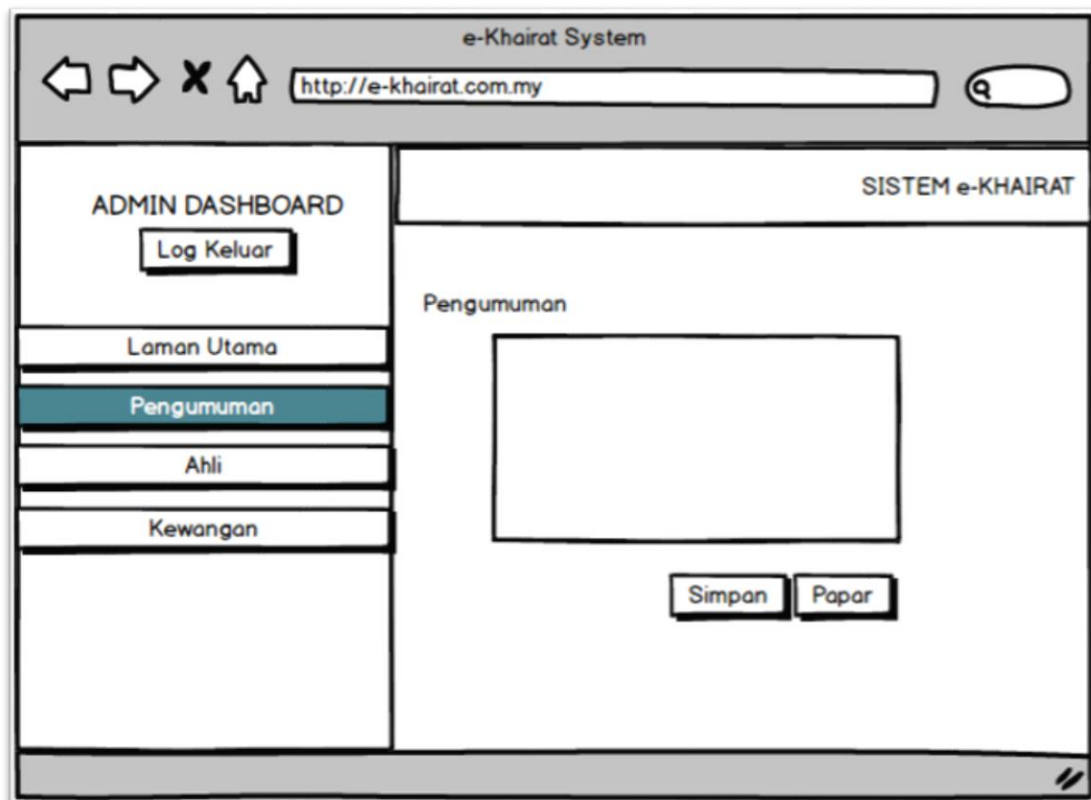 e-Khairat System
http://e-khairat.com.my
ADMIN DASHBOARD
Log Keluar
Laman Utama
Pengumuman
Ahli
Kewangan
SISTEM e-KHAIRAT
Pengumuman
Simpan
Papar